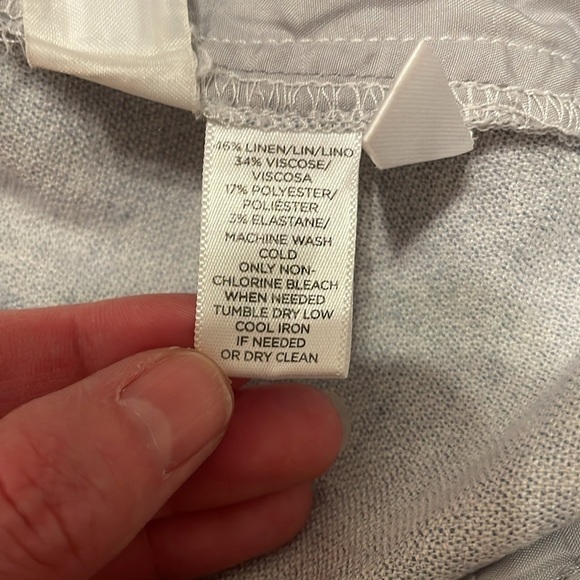 46% LINEN/LIN/LINO
34% VISCOSE/
VISCOSA
17% POLYESTER/
POLIÉSTER
3% ELASTANE/
MACHINE WASH
COLD
ONLY NON-
CHLORINE BLEACH
WHEN NEEDED
TUMBLE DRY LOW
COOL IRON
IF NEEDED
OR DRY CLEAN